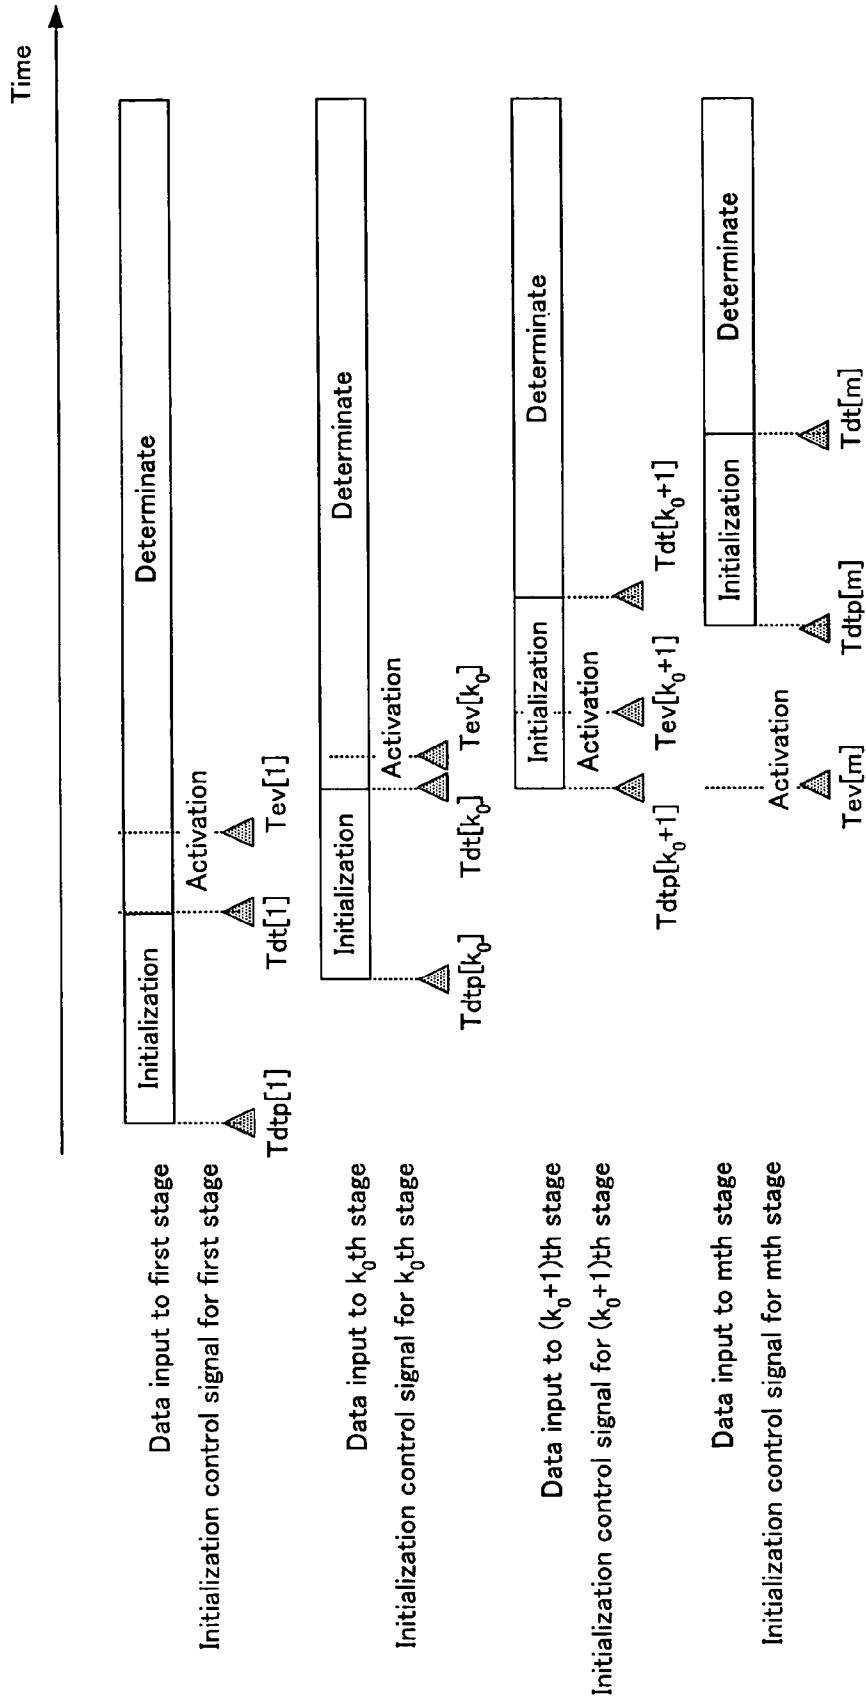 Time
Data input to first stage
Initialization
Determinate
Initialization control signal for first stage
Activation
Tdtp[1]
Tdt[1]
Tev[1]
Data input to k₀th stage
Initialization
Determinate
Initialization control signal for k₀th stage
Activation
Tdtp[k₀]
Tdt[k₀]
Tev[k₀]
Data input to (k₀+1)th stage
Initialization
Determinate
Initialization control signal for (k₀+1)th stage
Activation
Tdtp[k₀+1]
Tev[k₀+1]
Tdt[k₀+1]
Data input to mth stage
Initialization
Determinate
Initialization control signal for mth stage
Activation
Tev[m]
Tdtp[m]
Tdt[m]